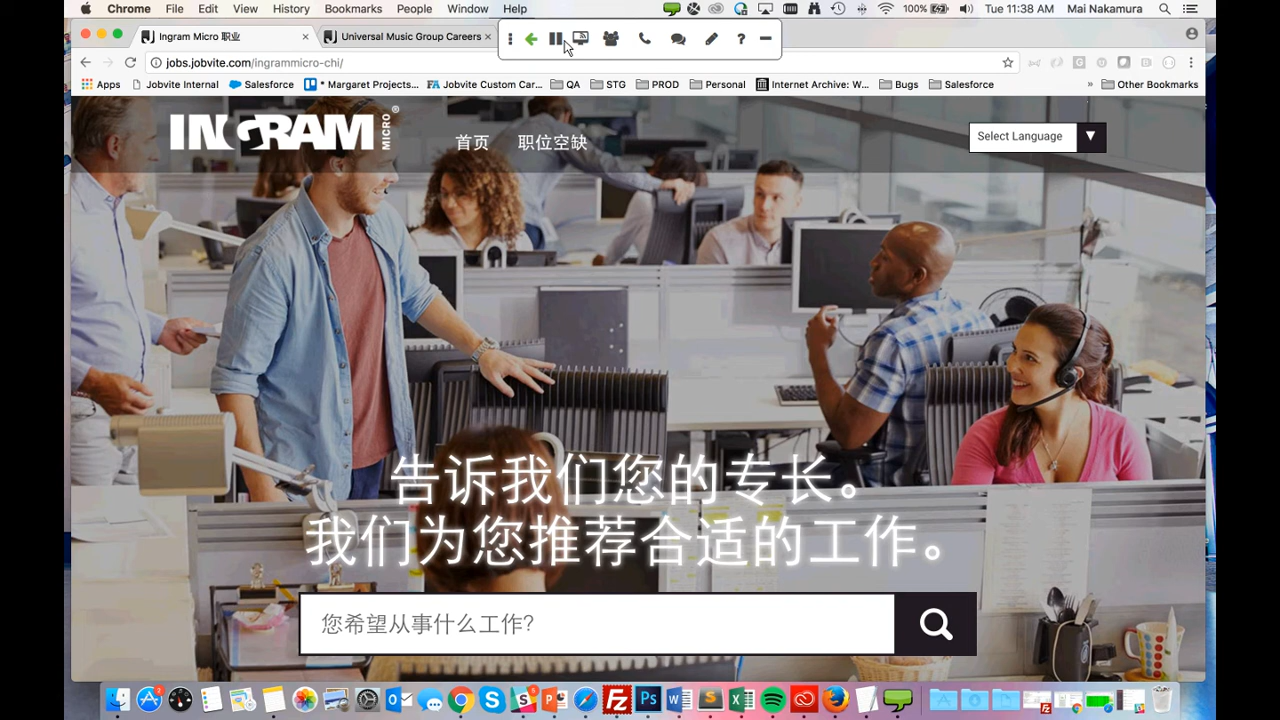 Chrome File Edit View History Bookmarks People Window Help 100% Tue 11:38 AM Mai Nakamura
Ingram Micro 职业 Universal Music Group Careers
jobs.jobvite.com/ingrammicro-chi/
Apps Jobvite Internal Salesforce * Margaret Projects... FA Jobvite Custom Car... QA STG PROD Personal Internet Archive: W... Bugs Salesforce » Other Bookmarks
INGRAM MICRO ®
首页 职位空缺
Select Language ▼
告诉我们您的专长。
我们为您推荐合适的工作。
您希望从事什么工作?